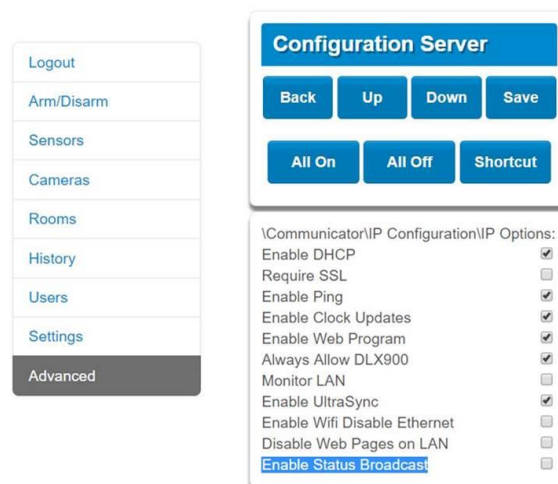 Logout
Arm/Disarm
Sensors
Cameras
Rooms
History
Users
Settings
Advanced
Configuration Server
Back Up Down Save
All On All Off Shortcut
\Communicator\IP Configuration\IP Options:
Enable DHCP
Require SSL
Enable Ping
Enable Clock Updates
Enable Web Program
Always Allow DLX900
Monitor LAN
Enable UltraSync
Enable Wifi Disable Ethernet
Disable Web Pages on LAN
Enable Status Broadcast